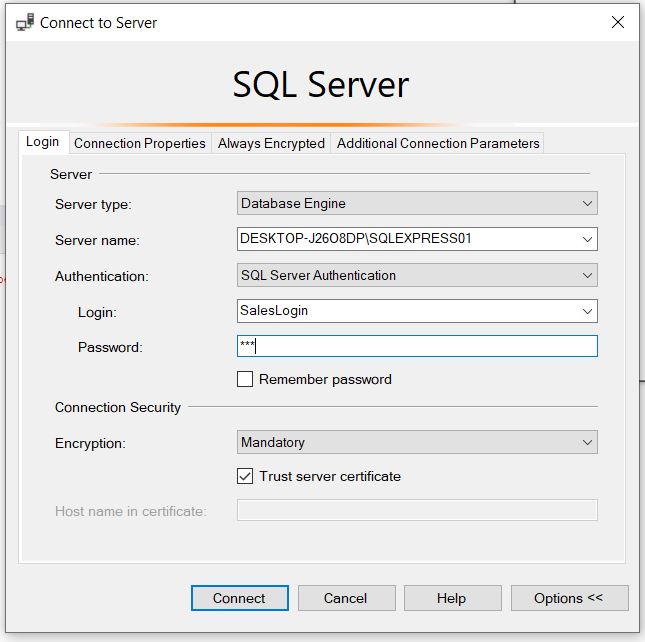 Connect to Server
SQL Server
Login Connection Properties Always Encrypted Additional Connection Parameters
Server
Server type: Database Engine
Server name: DESKTOP-J26O8DP\SQLEXPRESS01
Authentication: SQL Server Authentication
Login: SalesLogin
Password: ***
Remember password
Connection Security
Encryption: Mandatory
Trust server certificate
Host name in certificate:
Connect Cancel Help Options <<